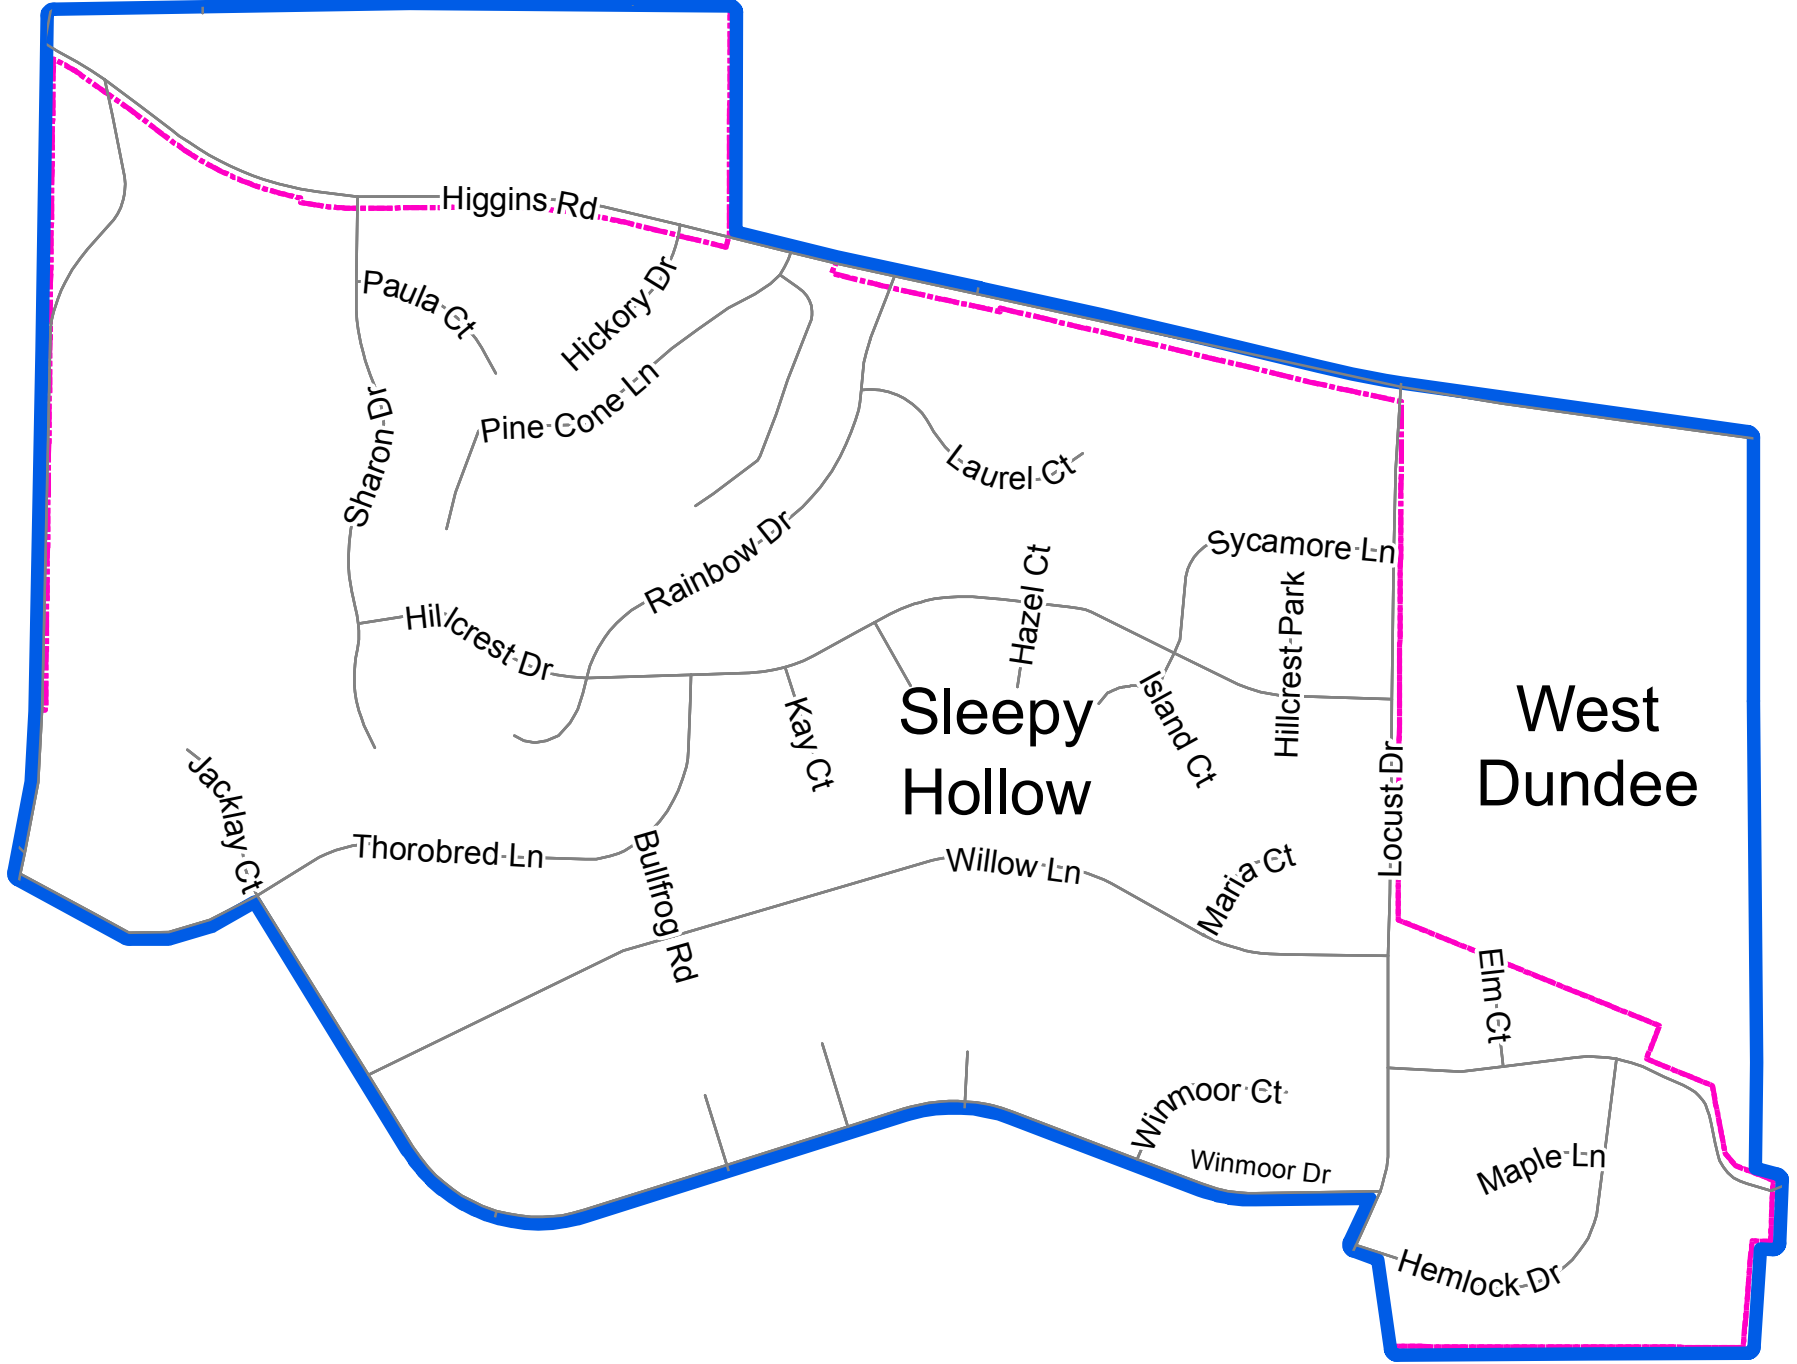 Higgins Rd
Paula Ct
Hickory Dr
Pine Cone Ln
Sharon Dr
Laurel Ct
Rainbow Dr
Sycamore Ln
Hazel Ct
Hillcrest Park
Hillcrest Dr
Island Ct
Kay Ct
Sleepy
Hollow
West
Dundee
Locust Dr
Jacklay Ct
Thorobred Ln
Bullfrog Rd
Willow Ln
Maria Ct
Elm Ct
Winmoor Ct
Winmoor Dr
Maple Ln
Hemlock Dr